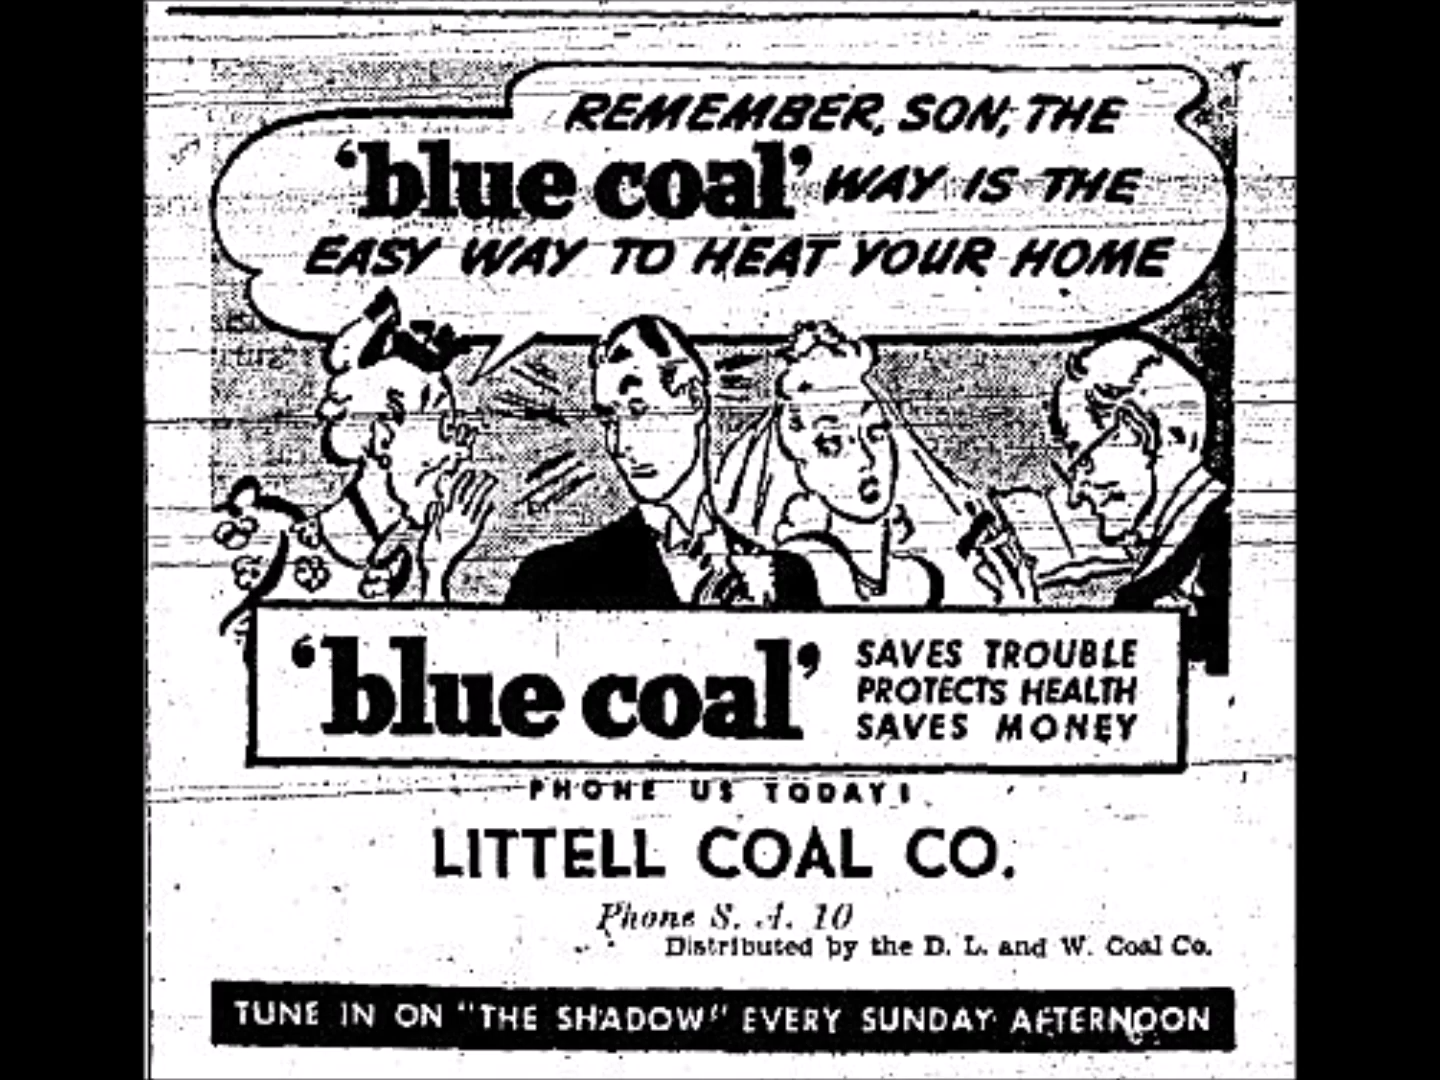 REMEMBER, SON, THE
'blue coal' WAY IS THE
EASY WAY TO HEAT YOUR HOME
'blue coal'
SAVES TROUBLE
PROTECTS HEALTH
SAVES MONEY
PHONE US TODAY!
LITTELL COAL CO.
Phone S. A. 10
Distributed by the D. L. and W. Coal Co.
TUNE IN ON "THE SHADOW" EVERY SUNDAY AFTERNOON